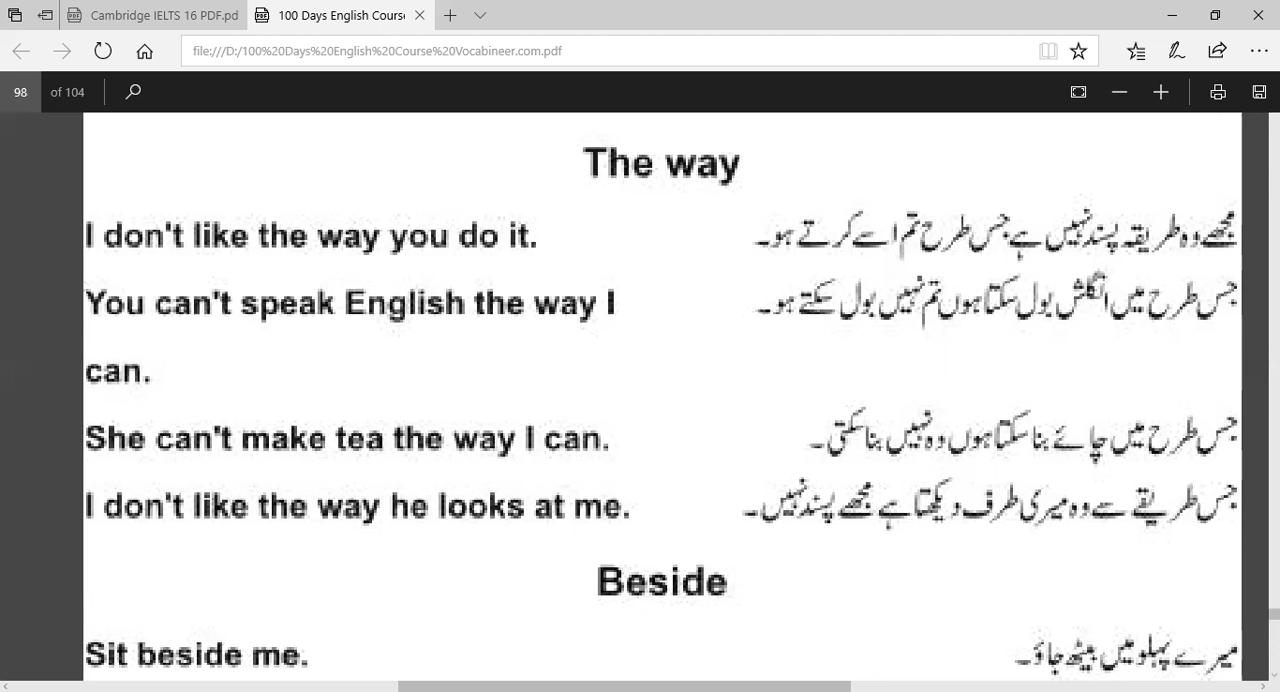 Cambridge IELTS 16 PDF.pd
100 Days English Cours
file:///D:/100%20Days%20English%20Course%20Vocabineer.com.pdf
98 of 104
The way
I don't like the way you do it. مجھے وہ طریقہ پسند نہیں ہے جس طرح تم اسے کرتے ہو۔
You can't speak English the way I جس طرح میں انگلش بول سکتا ہوں تم نہیں بول سکتے ہو۔
can.
She can't make tea the way I can. جس طرح میں چائے بنا سکتا ہوں وہ نہیں بنا سکتی۔
I don't like the way he looks at me. جس طریقے سے وہ میری طرف دیکھتا ہے مجھے پسند نہیں۔
Beside
Sit beside me. میرے پہلو میں بیٹھ جاؤ۔